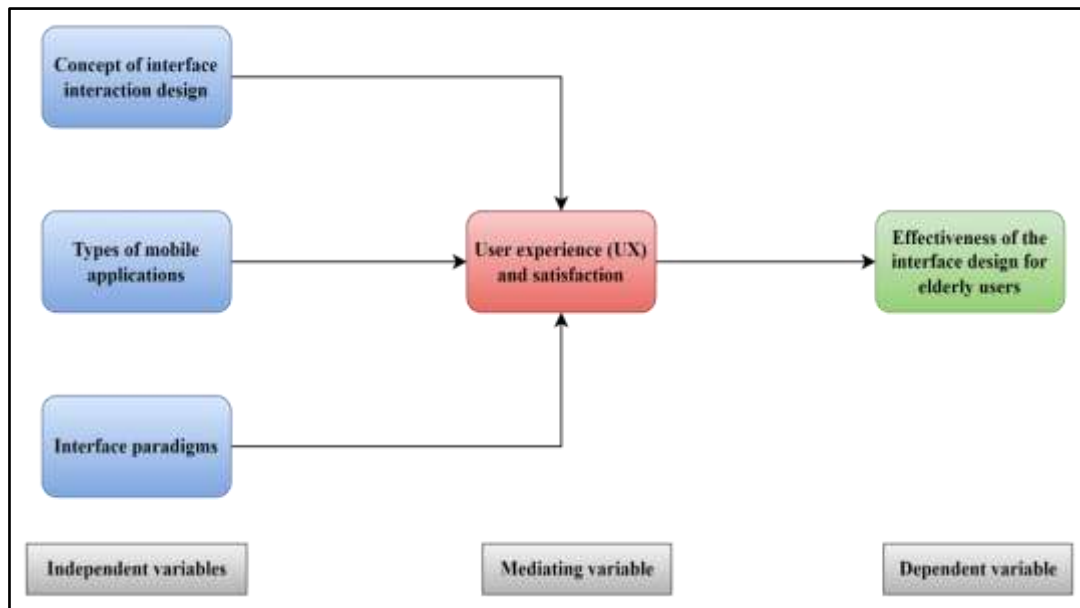 Concept of interface
interaction design
Types of mobile
applications
User experience (UX)
and satisfaction
Effectiveness of the
interface design for
elderly users
Interface paradigms
Independent variables
Mediating variable
Dependent variable